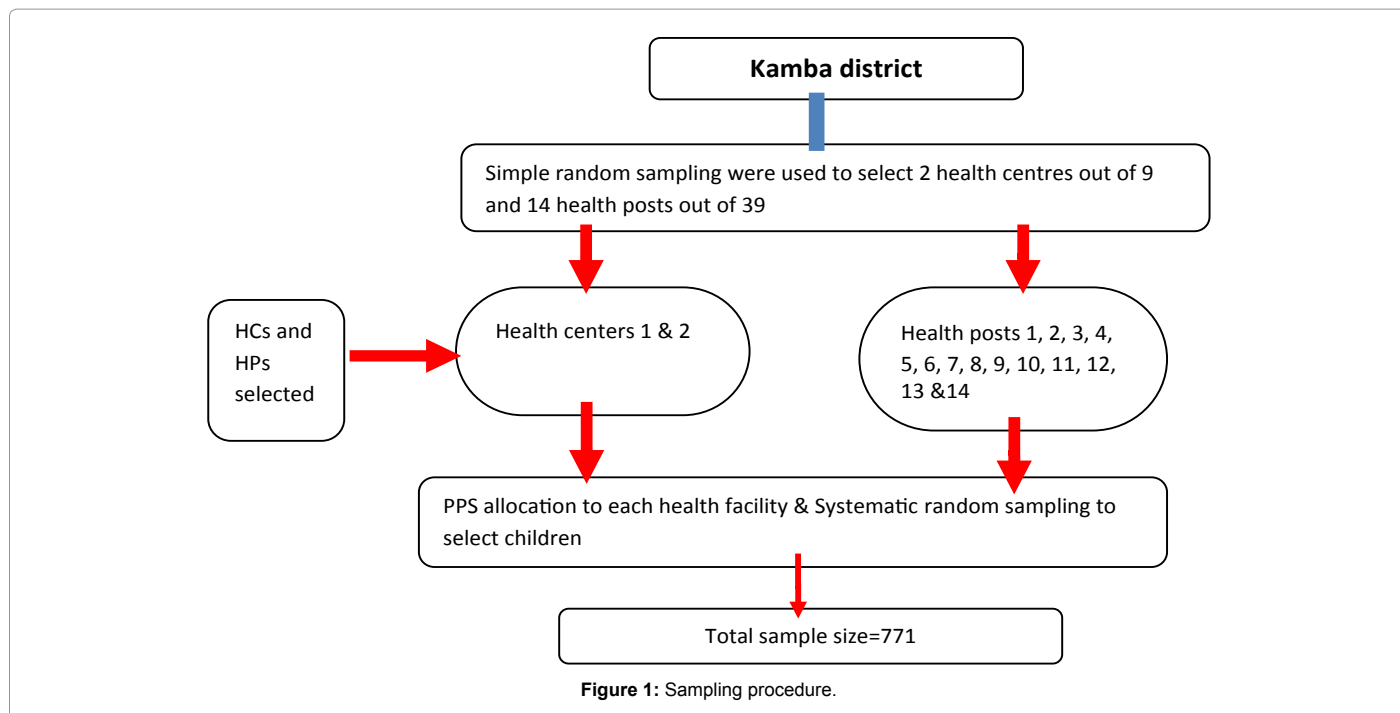 Kamba district
Simple random sampling were used to select 2 health centres out of 9
and 14 health posts out of 39
HCs and
HPs
selected
Health centers 1 & 2
Health posts 1, 2, 3, 4,
5, 6, 7, 8, 9, 10, 11, 12,
13 &14
PPS allocation to each health facility & Systematic random sampling to
select children
Total sample size=771
Figure 1: Sampling procedure.